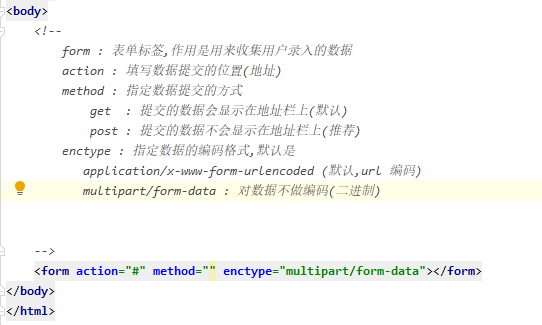 <body>
<!--
form : 表单标签,作用是用来收集用户录入的数据
action : 填写数据提交的位置(地址)
method : 指定数据提交的方式
get  : 提交的数据会显示在地址栏上(默认)
post : 提交的数据不会显示在地址栏上(推荐)
enctype : 指定数据的编码格式,默认是
application/x-www-form-urlencoded (默认,url 编码)
multipart/form-data : 对数据不做编码(二进制)
-->
<form action="#" method="" enctype="multipart/form-data"></form>
</body>
</html>